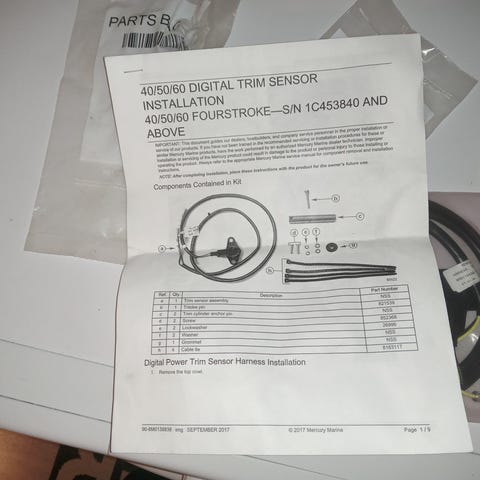 PARTS B
40/50/60 DIGITAL TRIM SENSOR
INSTALLATION
40/50/60 FOURSTROKE—S/N 1C453840 AND
ABOVE
IMPORTANT: This document guides our dealers, boatbuilders, and company service personnel in the proper installation or
service of our products. If you have not been trained in the recommended servicing or installation procedures for these or
similar Mercury Marine products, have the work performed by an authorized Mercury Marine dealer technician. Improper
installation or servicing of the Mercury product could result in damage to the product or personal injury to those installing or
operating the product. Always refer to the appropriate Mercury Marine service manual for component removal and installation
instructions.
NOTE: After completing installation, place these instructions with the product for the owner's future use.
Components Contained in Kit
b
c
d e f
a
g
h
Ref. Qty. Description Part Number
a 1 Trim sensor assembly NSS
b 1 Trilobe pin 821539
c 2 Trim cylinder anchor pin NSS
d 2 Screw
e 2 Lockwasher 26996
f 2 Washer NSS
g 1 Grommet NSS
h 4 Cable tie
Digital Power Trim Sensor Harness Installation
1. Remove the top cowl.
eng SEPTEMBER 2017 © 2017 Mercury Marine Page 1 / 9